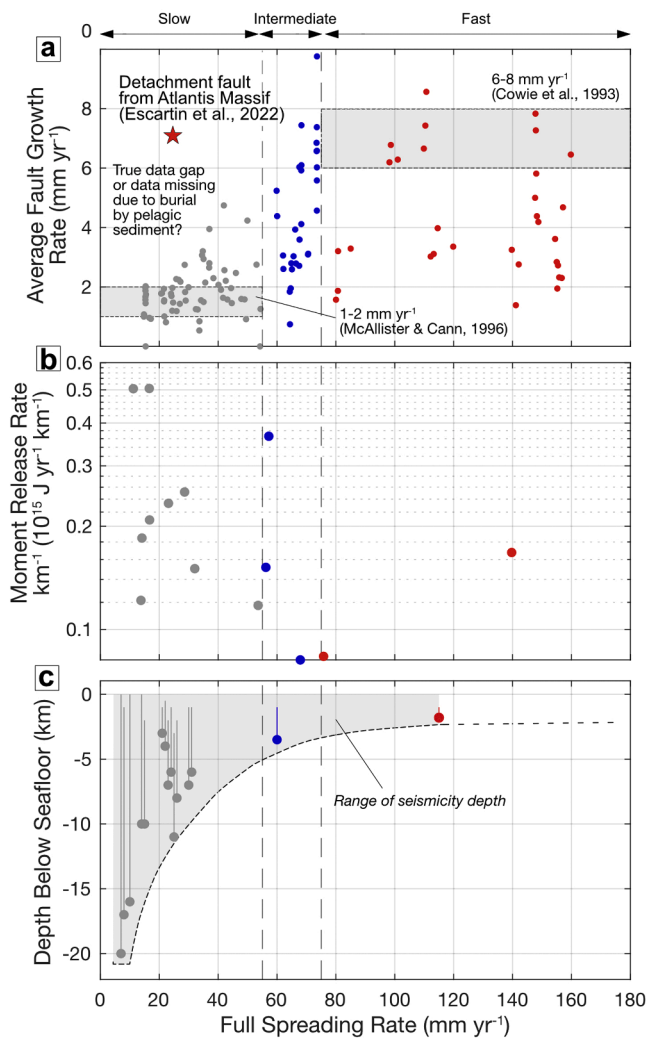 Slow Intermediate Fast
0
a
8
6
4
2
Average Fault Growth
Rate (mm yr⁻¹)
Detachment fault
from Atlantis Massif
(Escartin et al., 2022)
True data gap
or data missing
due to burial
by pelagic
sediment?
6-8 mm yr⁻¹
(Cowie et al., 1993)
1-2 mm yr⁻¹
(McAllister & Cann, 1996)
b
0.6
0.5
0.4
0.3
0.2
0.1
Moment Release Rate
km⁻¹ (10¹⁵ J yr⁻¹ km⁻¹)
c
0
-5
-10
-15
-20
Depth Below Seafloor (km)
Range of seismicity depth
0 20 40 60 80 100 120 140 160 180
Full Spreading Rate (mm yr⁻¹)